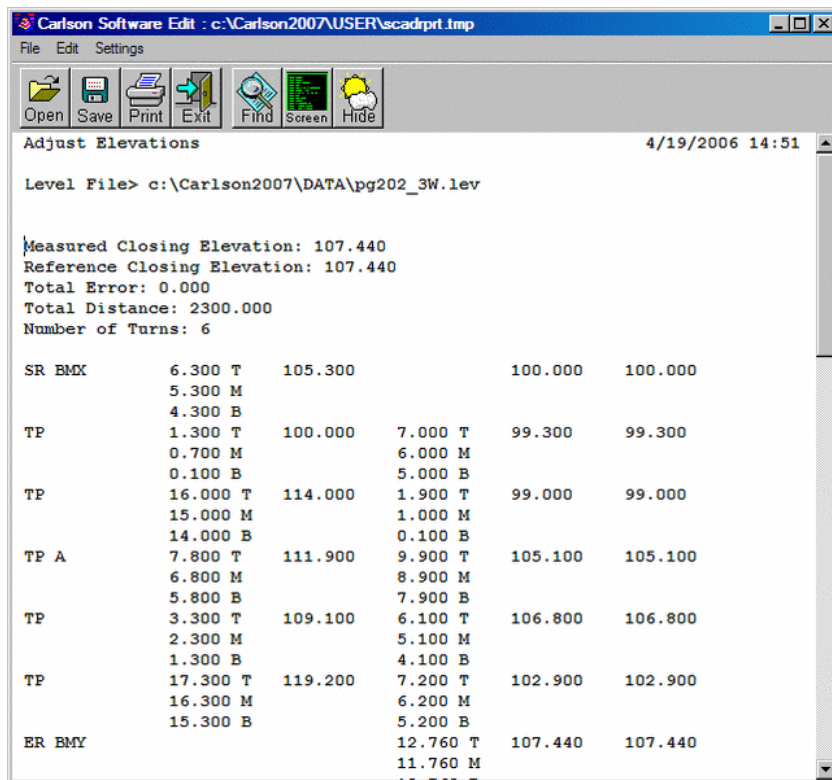 Carlson Software Edit : c:\Carlson2007\USER\scadrprt.tmp
File Edit Settings
Open Save Print Exit Find Screen Hide
Adjust Elevations 4/19/2006 14:51
Level File> c:\Carlson2007\DATA\pg202_3W.lev
Measured Closing Elevation: 107.440
Reference Closing Elevation: 107.440
Total Error: 0.000
Total Distance: 2300.000
Number of Turns: 6
SR BMX 6.300 T 105.300 100.000 100.000
5.300 M
4.300 B
TP 1.300 T 100.000 7.000 T 99.300 99.300
0.700 M 6.000 M
0.100 B 5.000 B
TP 16.000 T 114.000 1.900 T 99.000 99.000
15.000 M 1.000 M
14.000 B 0.100 B
TP A 7.800 T 111.900 9.900 T 105.100 105.100
6.800 M 8.900 M
5.800 B 7.900 B
TP 3.300 T 109.100 6.100 T 106.800 106.800
2.300 M 5.100 M
1.300 B 4.100 B
TP 17.300 T 119.200 7.200 T 102.900 102.900
16.300 M 6.200 M
15.300 B 5.200 B
ER BMY 12.760 T 107.440 107.440
11.760 M